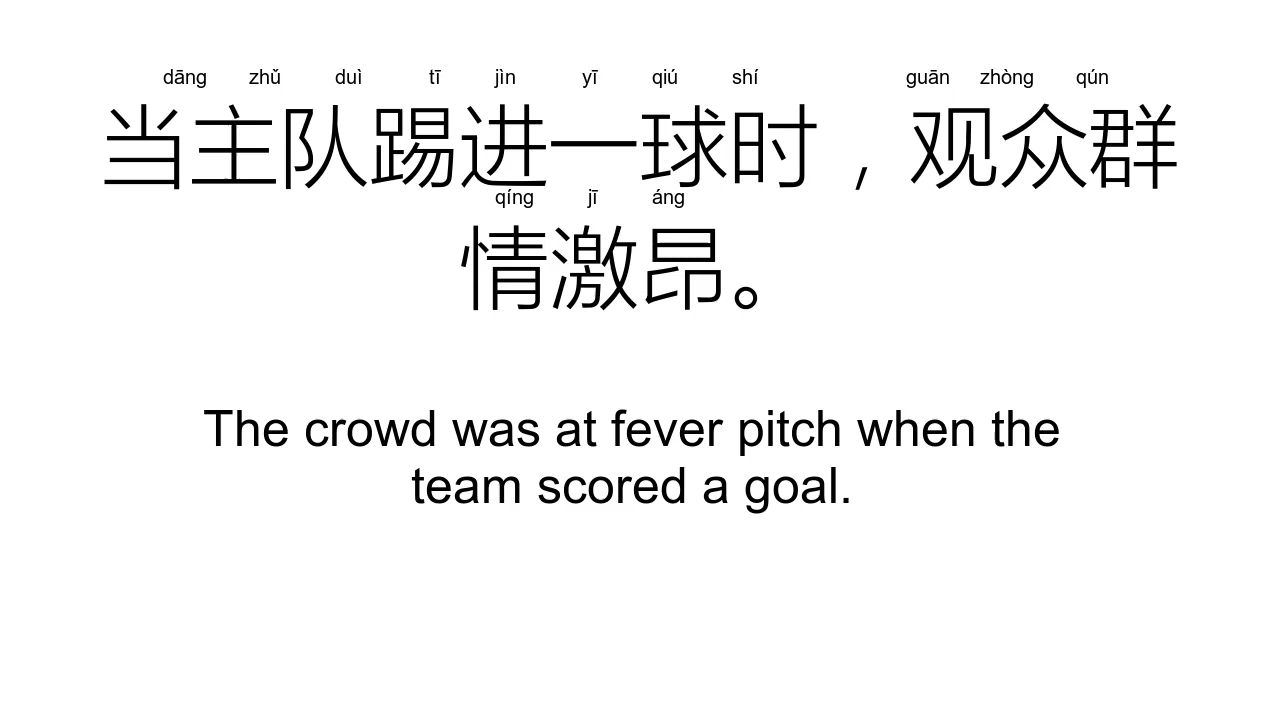 dāng zhǔ duì tī jìn yī qiú shí guān zhòng qún
当主队踢进一球时，观众群
qíng jī áng
情激昂。
The crowd was at fever pitch when the
team scored a goal.